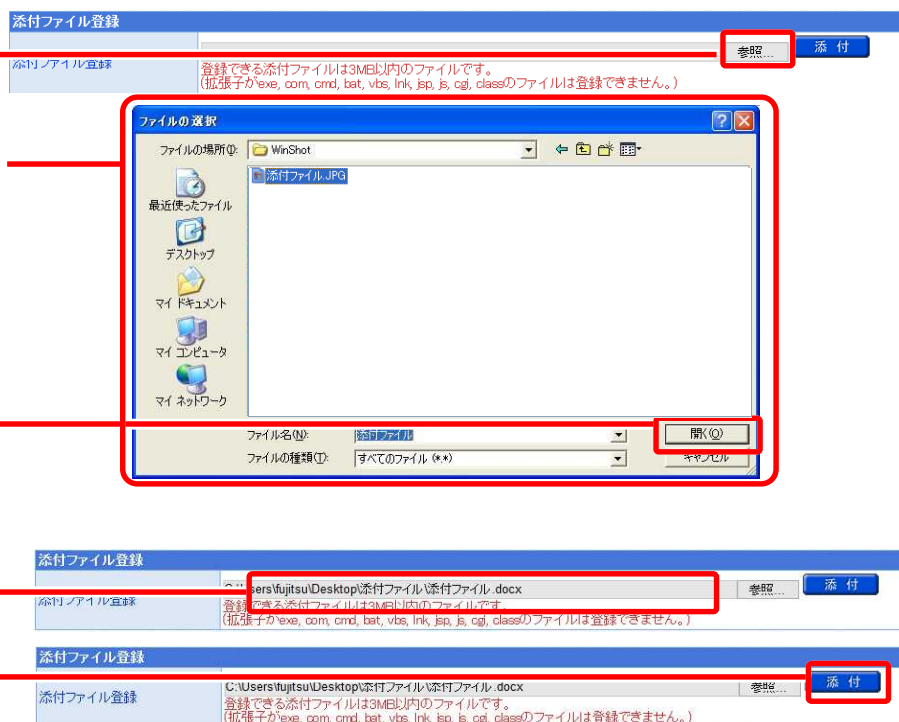 添付ファイル登録
参照...
添 付
添付ファイル登録
登録できる添付ファイルは3MB以内のファイルです。
(拡張子がexe, com, cmd, bat, vbs, lnk, jsp, js, cgi, classのファイルは登録できません。)
ファイルの選択
ファイルの場所(I):
WinShot
添付ファイル.JPG
最近使ったファイル
デスクトップ
マイ ドキュメント
マイ コンピュータ
マイ ネットワーク
ファイル名(N):
添付ファイル
開く(O)
ファイルの種類(T):
すべてのファイル (*.*)
キャンセル
添付ファイル登録
C:\Users\fujitsu\Desktop\添付ファイル\添付ファイル.docx
参照...
添 付
添付ファイル登録
登録できる添付ファイルは3MB以内のファイルです。
(拡張子がexe, com, cmd, bat, vbs, lnk, jsp, js, cgi, classのファイルは登録できません。)
添付ファイル登録
C:\Users\fujitsu\Desktop\添付ファイル\添付ファイル.docx
参照...
添 付
添付ファイル登録
登録できる添付ファイルは3MB以内のファイルです。
(拡張子がexe, com, cmd, bat, vbs, lnk, jsp, js, cgi, classのファイルは登録できません。)